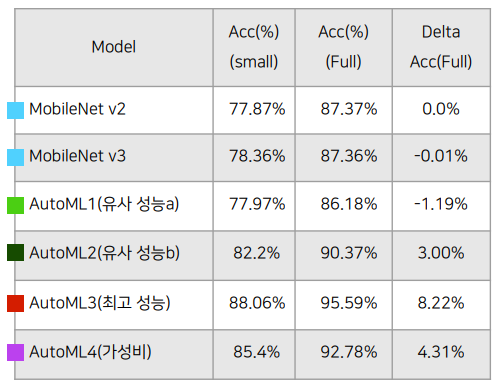 Model Acc(%) (small) Acc(%) (Full) Delta Acc(Full)
MobileNet v2 77.87% 87.37% 0.0%
MobileNet v3 78.36% 87.36% -0.01%
AutoML1(유사 성능a) 77.97% 86.18% -1.19%
AutoML2(유사 성능b) 82.2% 90.37% 3.00%
AutoML3(최고 성능) 88.06% 95.59% 8.22%
AutoML4(가성비) 85.4% 92.78% 4.31%